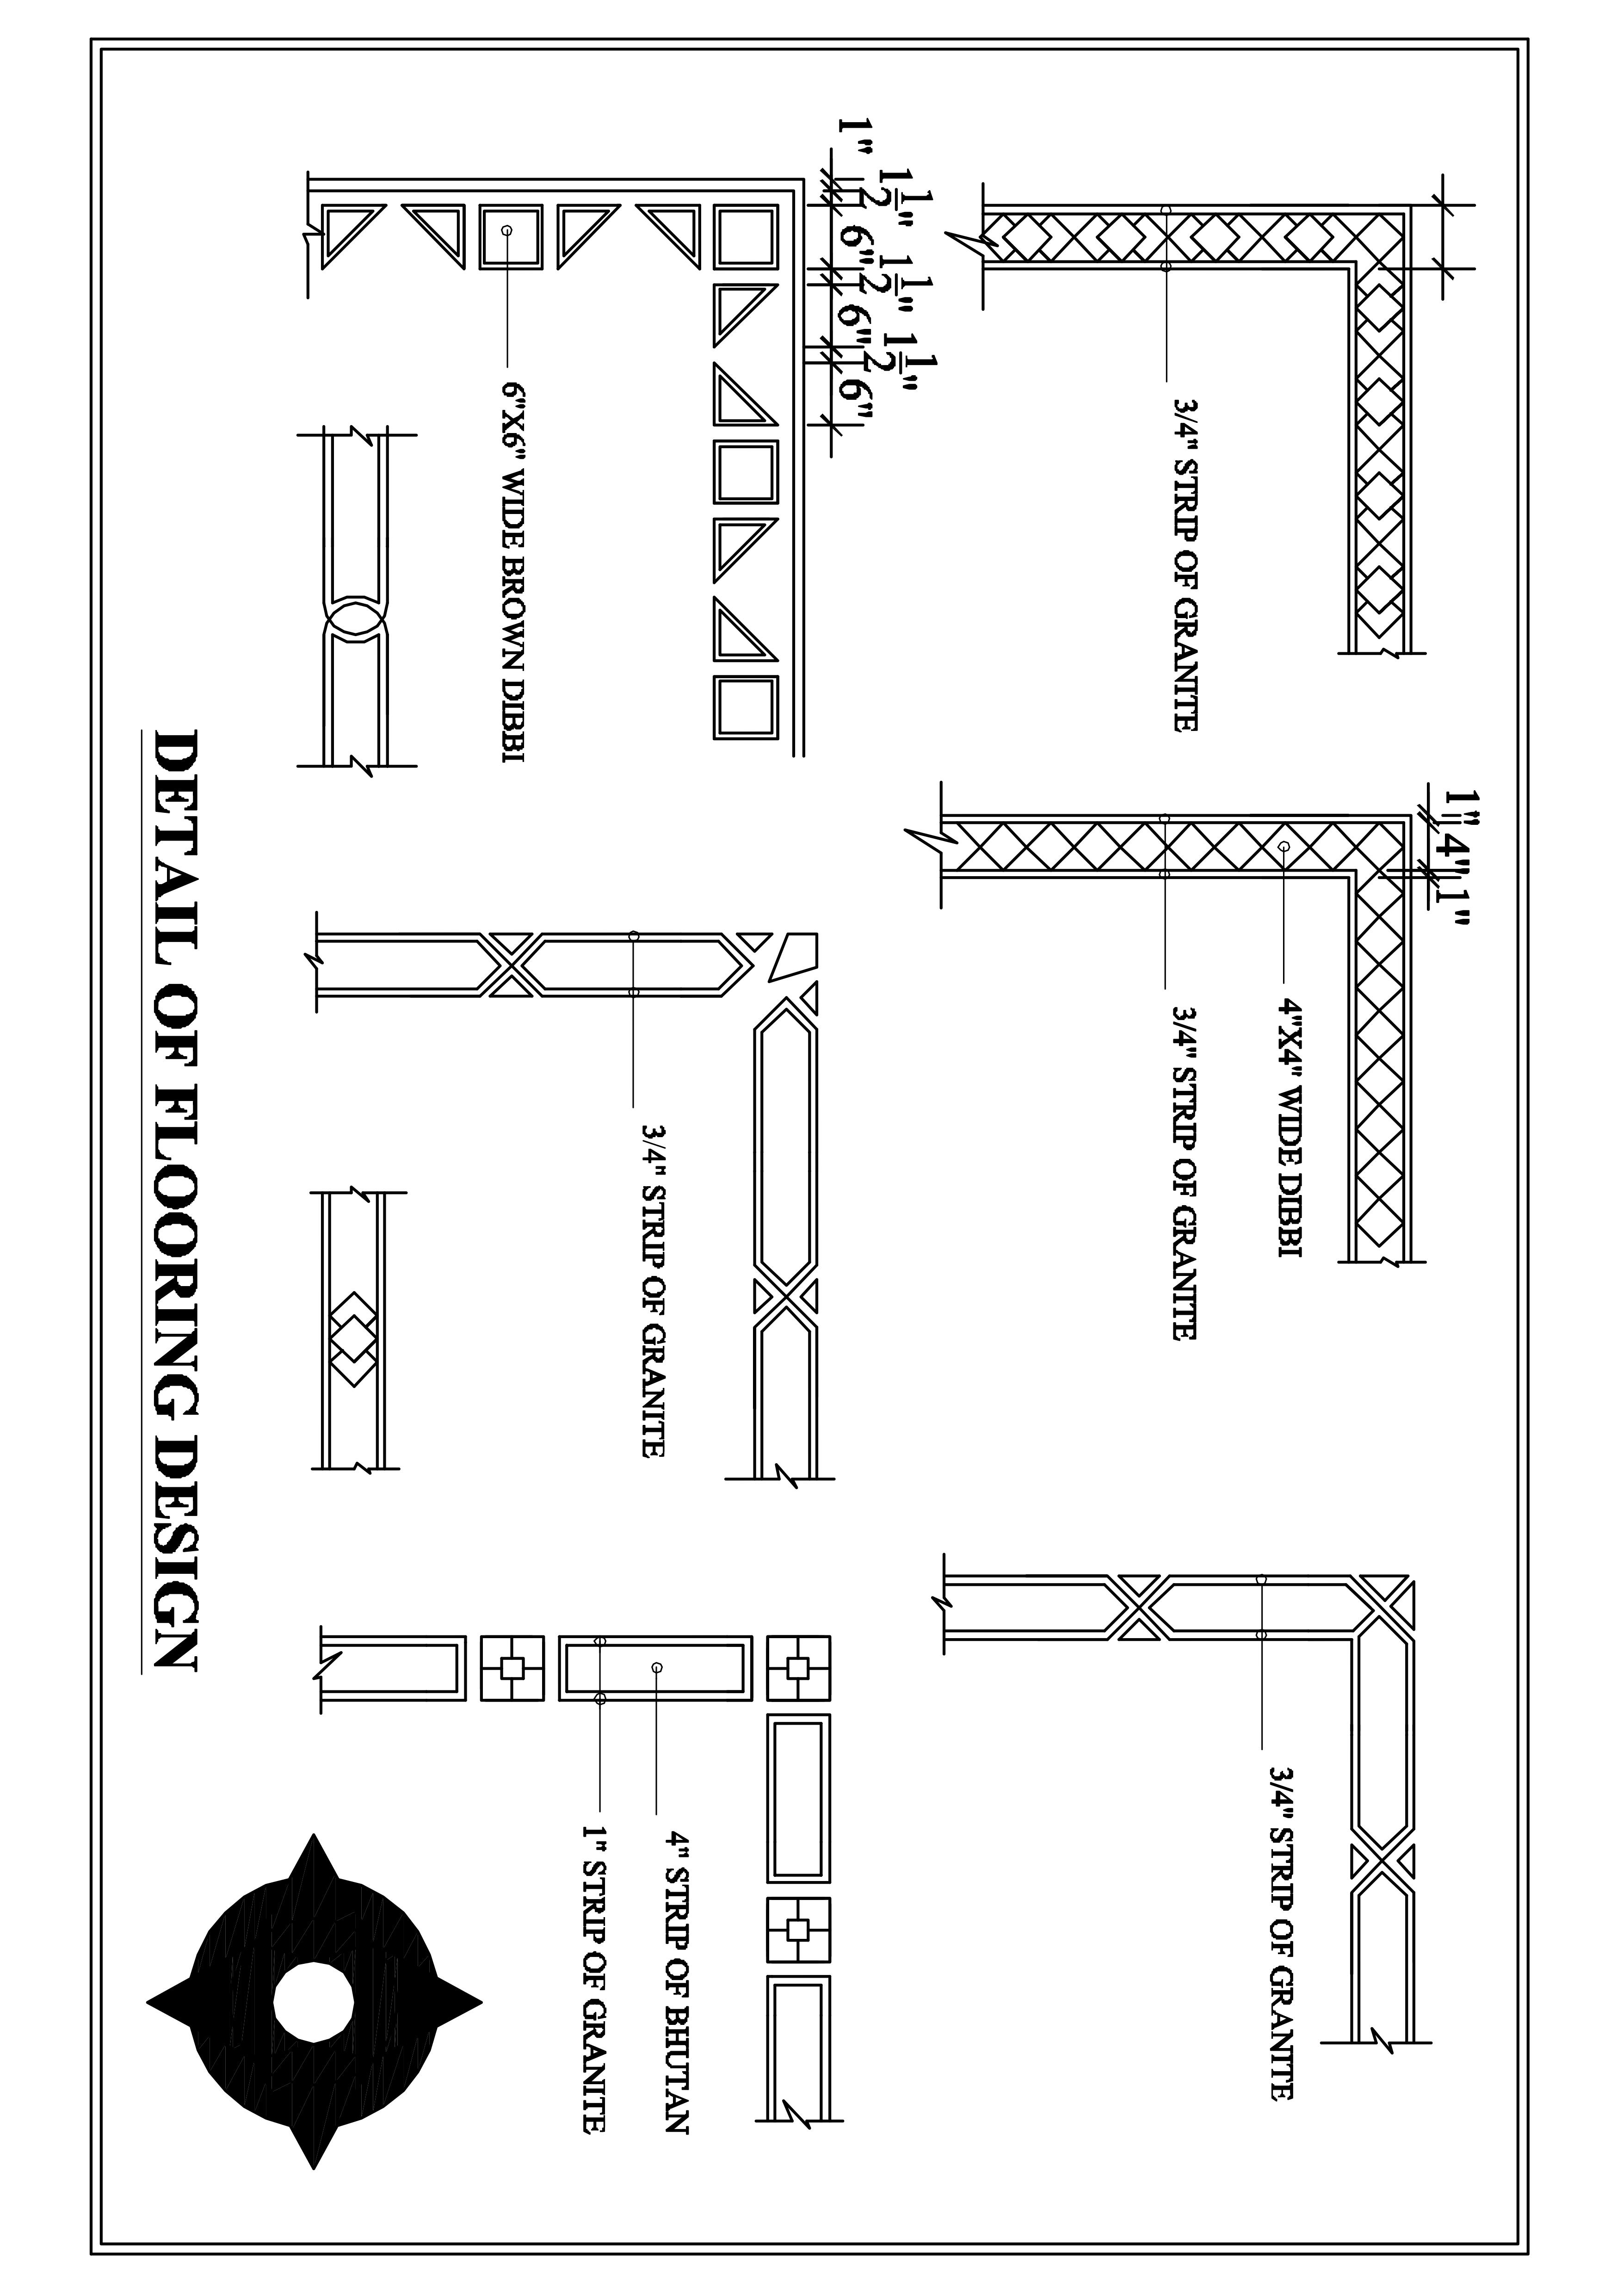 3/4" STRIP OF GRANITE
1" 4" 1"
4"X4" WIDE DIBBI
3/4" STRIP OF GRANITE
3/4" STRIP OF GRANITE
1" 1 1/2" 6" 1 1/2" 6" 1 1/2" 6"
6"X6" WIDE BROWN DIBBI
3/4" STRIP OF GRANITE
4" STRIP OF BHUTAN
1" STRIP OF GRANITE
DETAIL OF FLOORING DESIGN